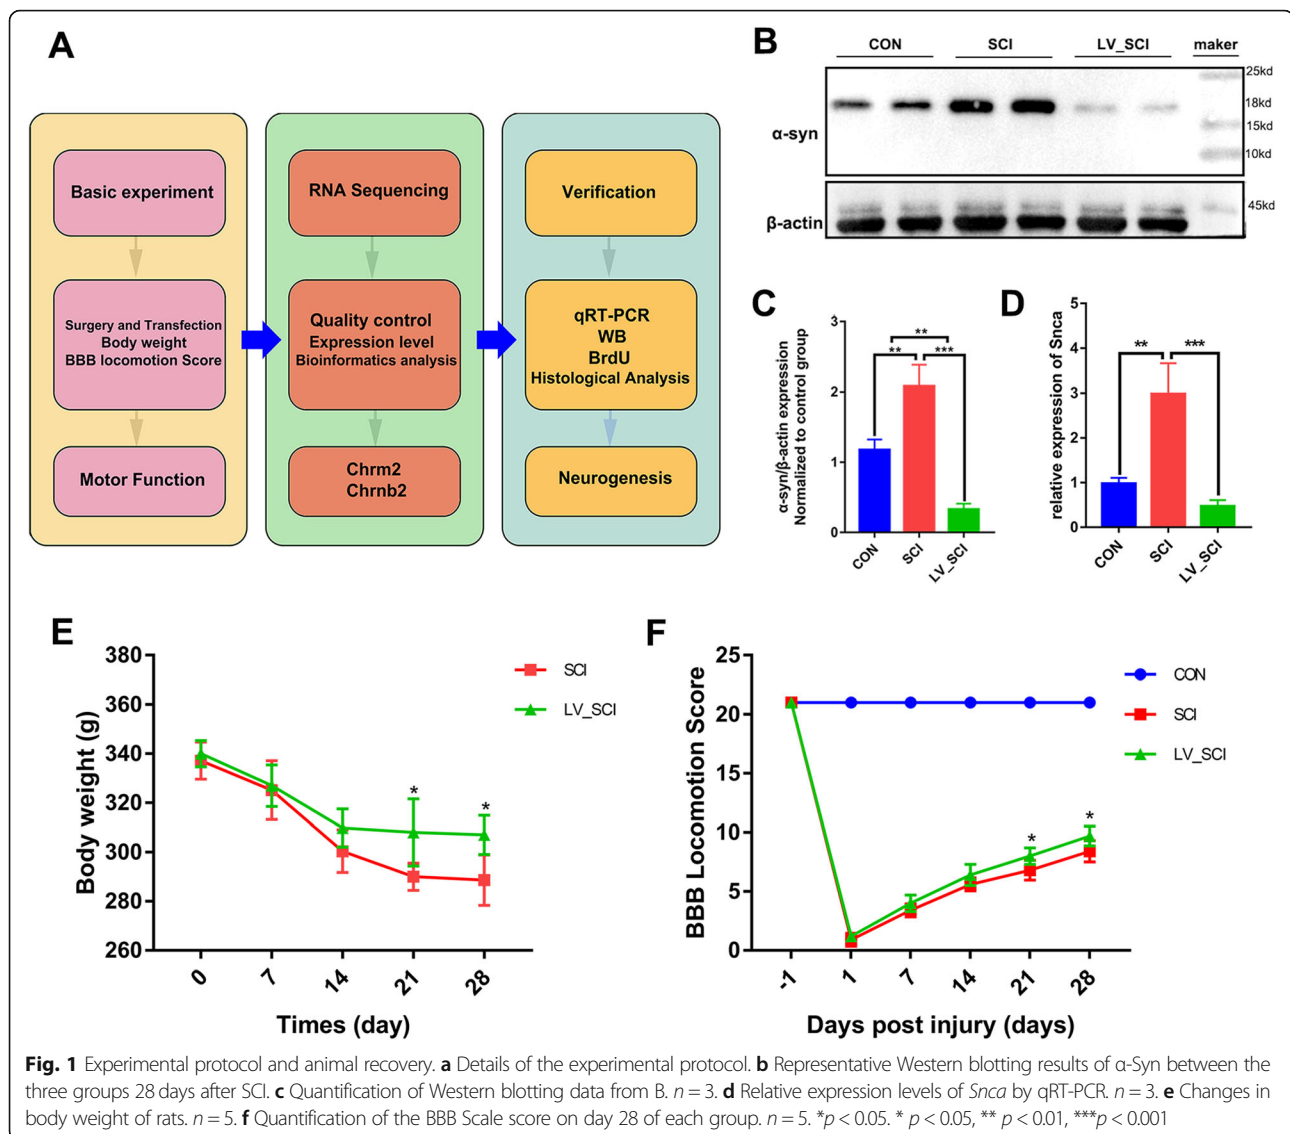 A
Basic experiment
Surgery and Transfection
Body weight
BBB locomotion Score
Motor Function
RNA Sequencing
Quality control
Expression level
Bioinformatics analysis
Chrm2
Chrnb2
Verification
qRT-PCR
WB
BrdU
Histological Analysis
Neurogenesis
B
CON SCI LV_SCI maker
α-syn
25kd
18kd
15kd
10kd
β-actin
45kd
C
α-syn/β-actin expression
Normalized to control group
3
2
1
0
**
** ***
CON SCI LV_SCI
D
relative expression of Snca
5
4
3
2
1
0
** ***
CON SCI LV_SCI
E
Body weight (g)
380
360
340
320
300
280
260
* *
SCI
LV_SCI
0 7 14 21 28
Times (day)
F
BBB Locomotion Score
25
20
15
10
5
0
* *
CON
SCI
LV_SCI
-1 1 7 14 21 28
Days post injury (days)
Fig. 1 Experimental protocol and animal recovery. a Details of the experimental protocol. b Representative Western blotting results of α-Syn between the
three groups 28 days after SCI. c Quantification of Western blotting data from B. n = 3. d Relative expression levels of Snca by qRT-PCR. n = 3. e Changes in
body weight of rats. n = 5. f Quantification of the BBB Scale score on day 28 of each group. n = 5. *p < 0.05. * p < 0.05, ** p < 0.01, ***p < 0.001